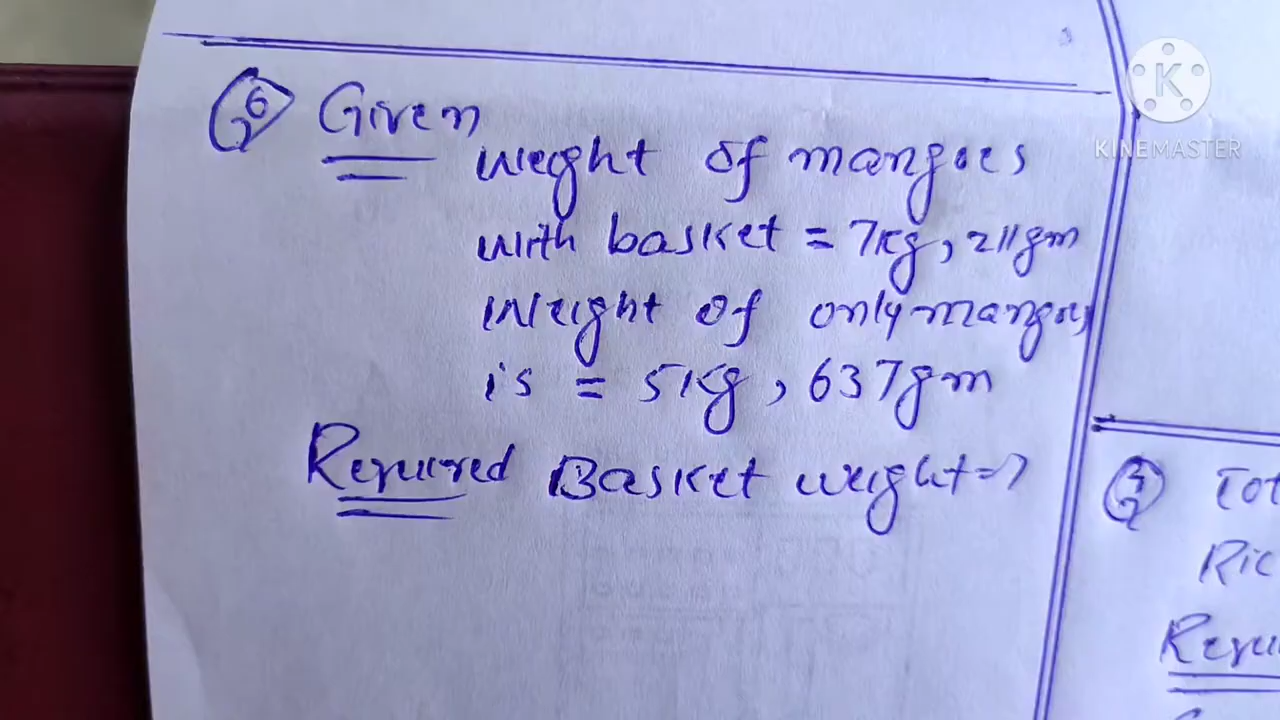 Q6 Given
weight of mangoes
with basket = 7kg, 211gm
Weight of only mangoes
is = 5kg, 637gm
Required Basket weight=?
Q7 Tot
Ric
Requ
K
KINEMASTER